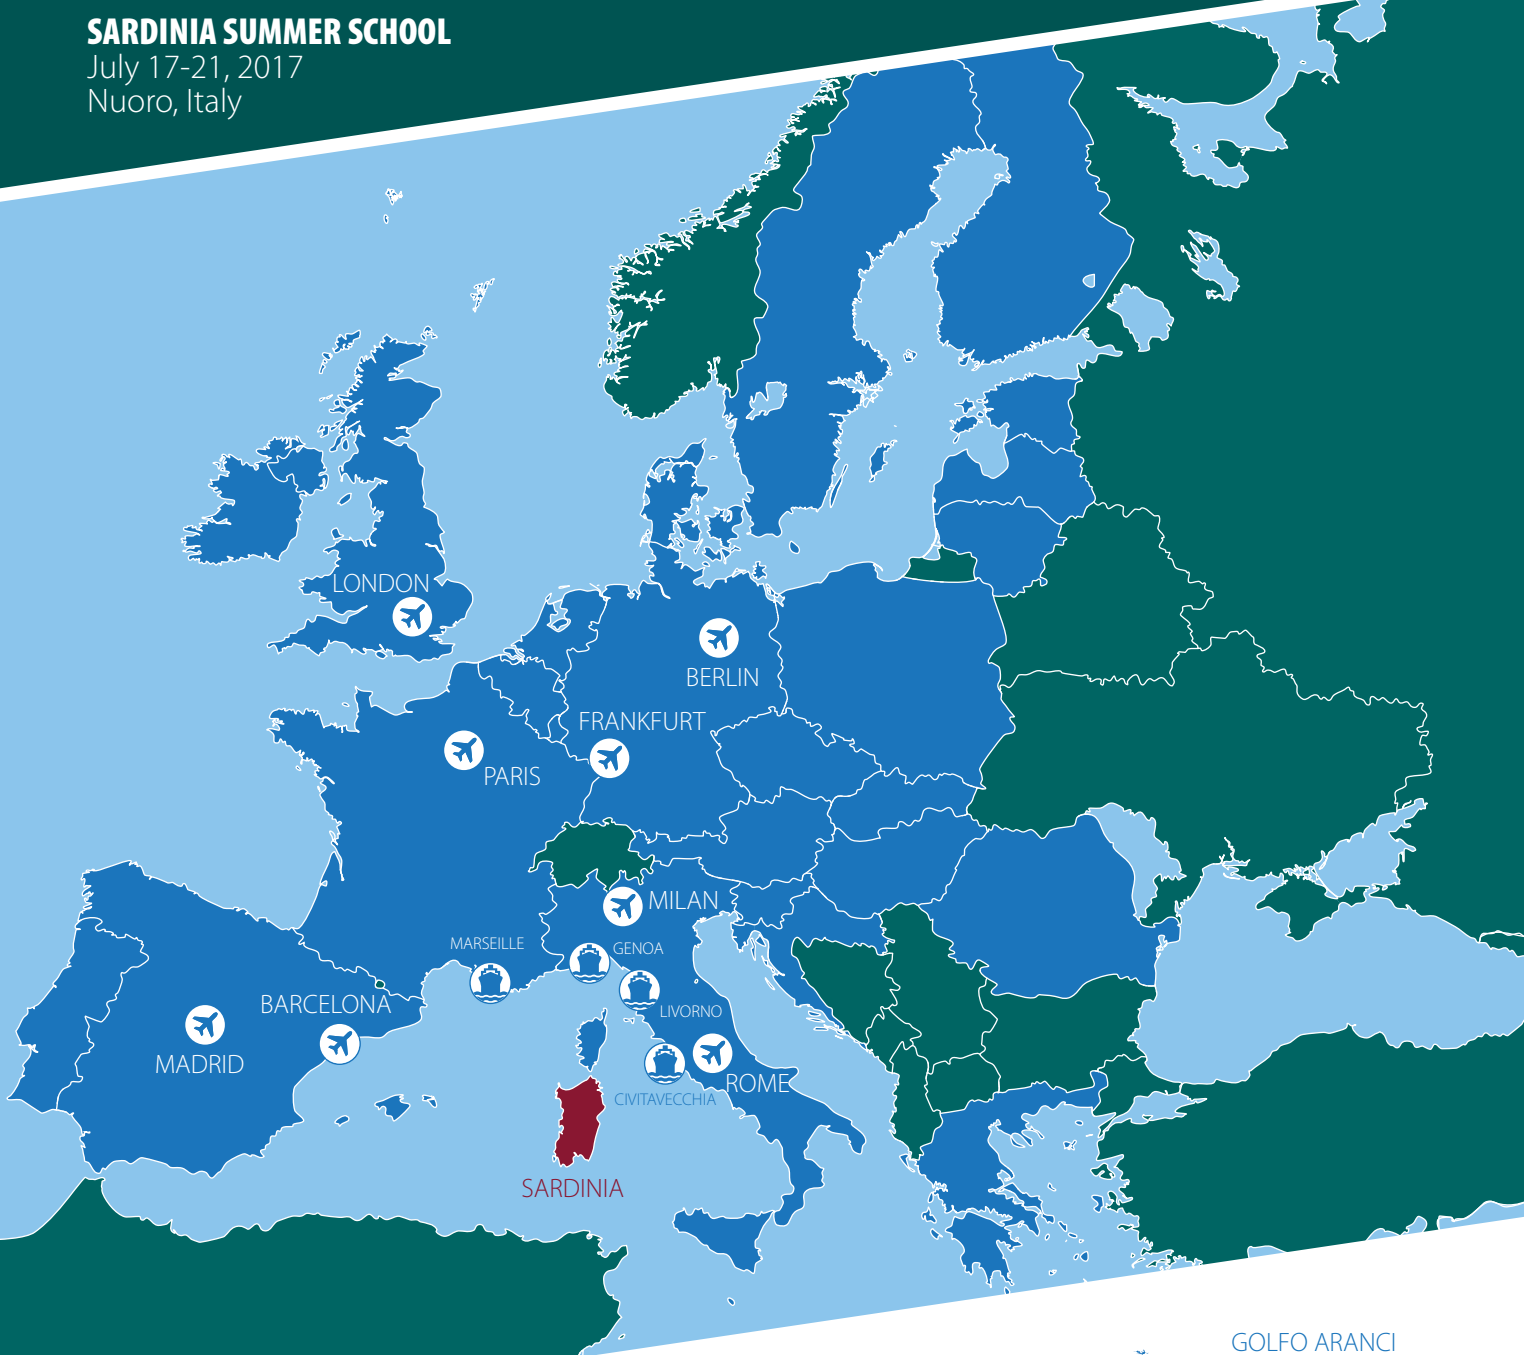 SARDINIA SUMMER SCHOOL
July 17-21, 2017
Nuoro, Italy
LONDON
BERLIN
FRANKFURT
PARIS
MILAN
MARSEILLE
GENOA
BARCELONA
LIVORNO
MADRID
ROME
CIVITAVECCHIA
SARDINIA
GOLFO ARANCI